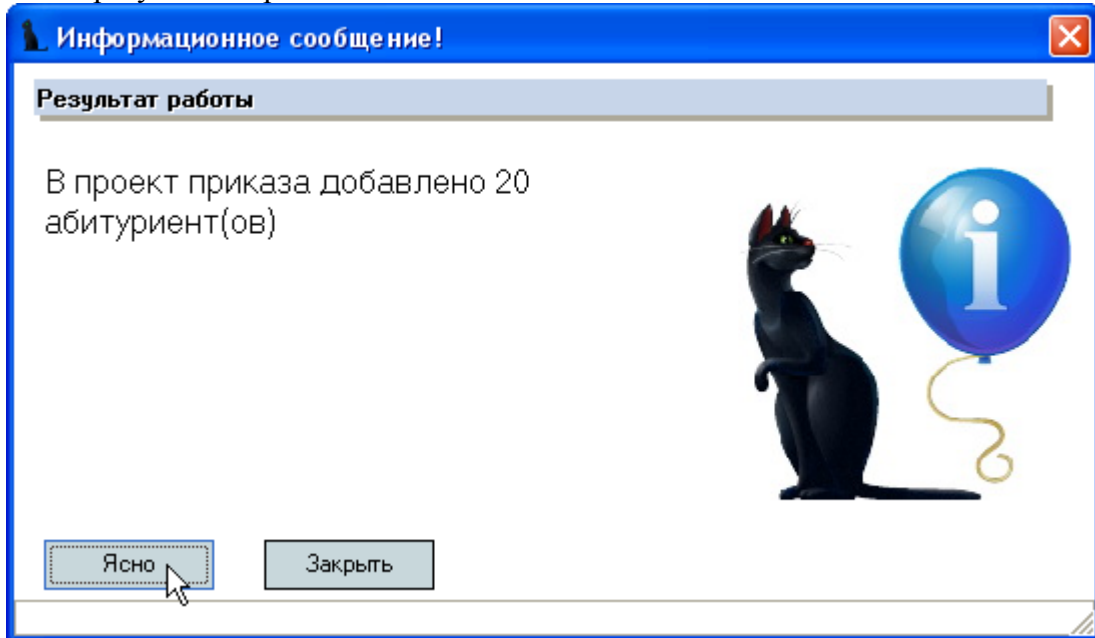 Информационное сообщение!
Результат работы
В проект приказа добавлено 20
абитуриент(ов)
i
Ясно
Закрыть